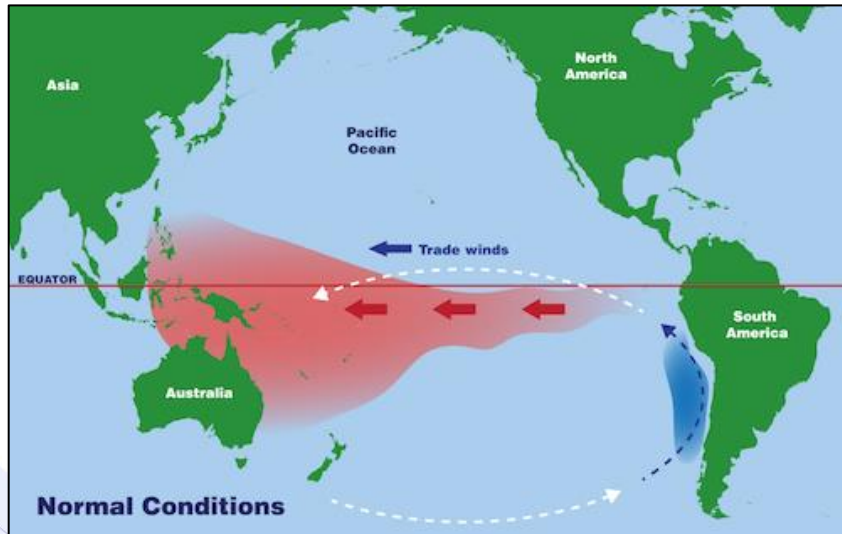 Asia
North
America
Pacific
Ocean
Trade winds
EQUATOR
South
America
Australia
Normal Conditions